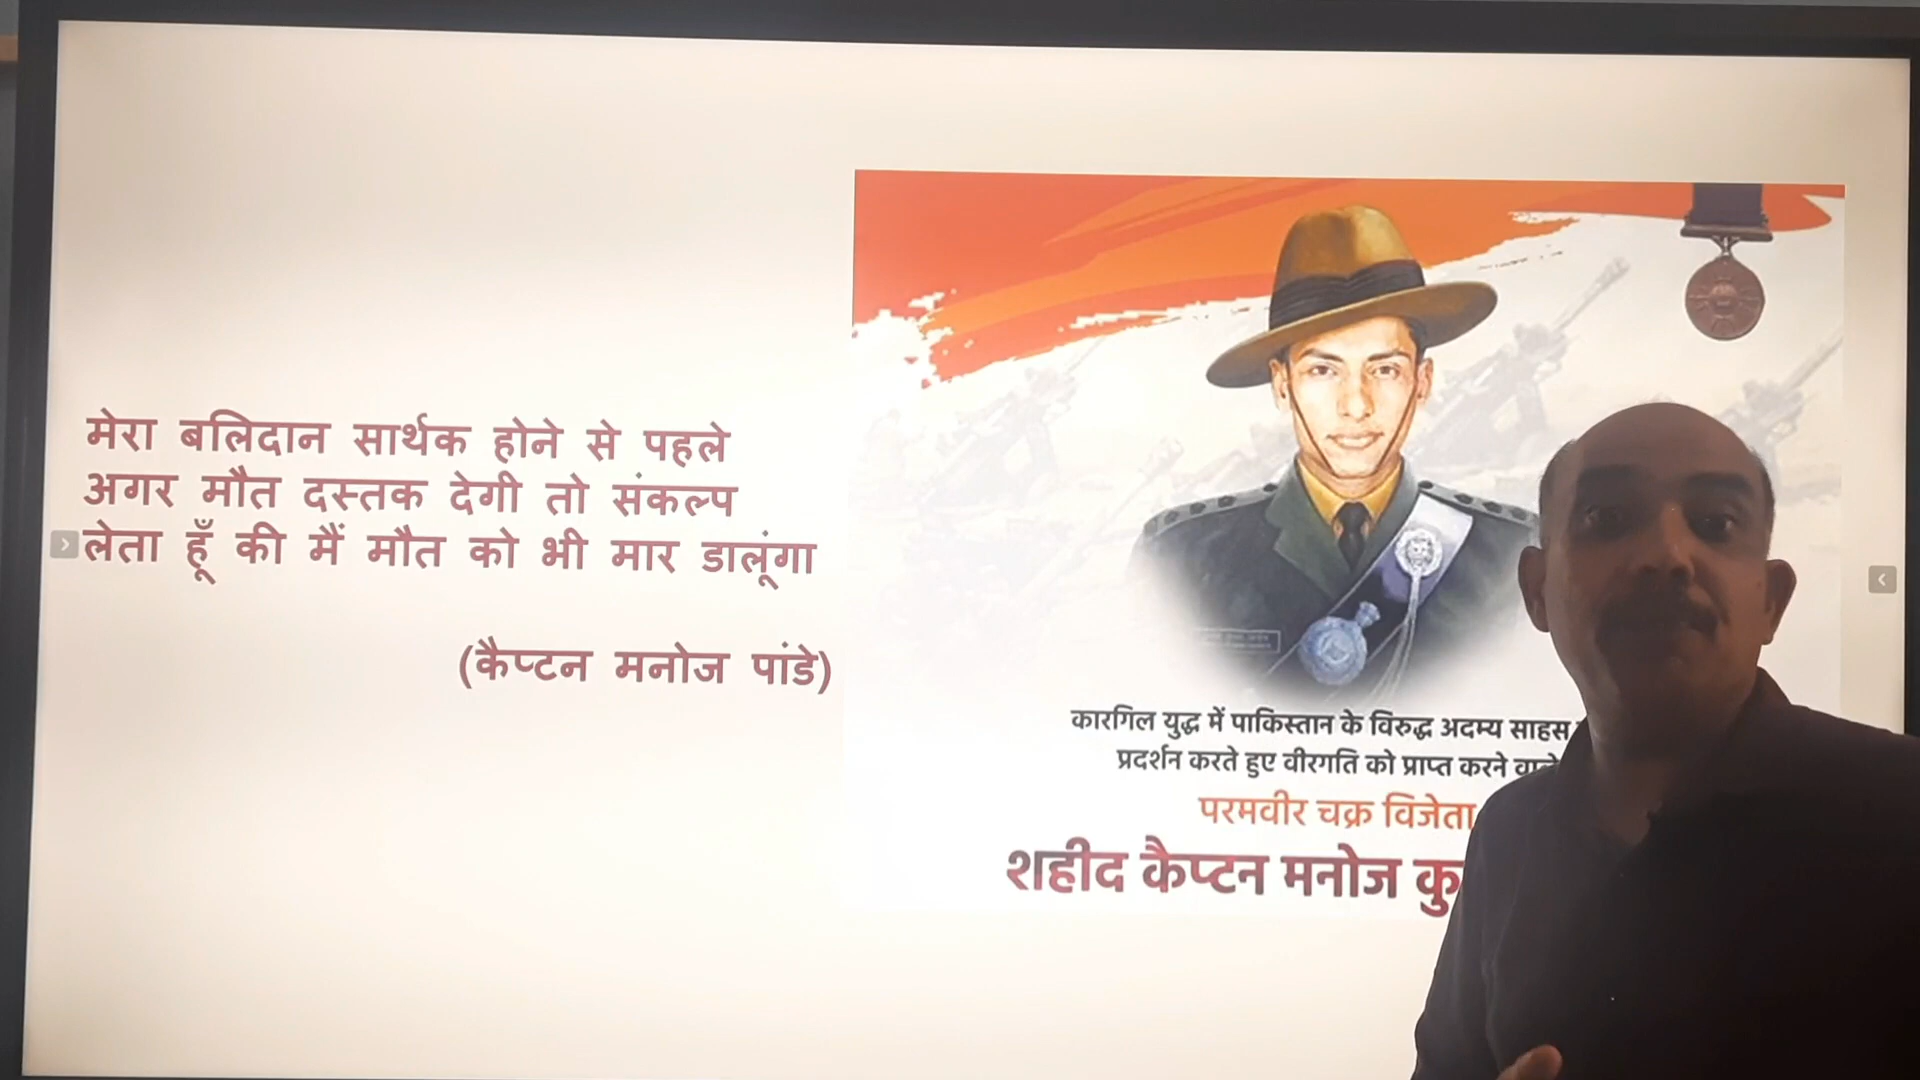 मेरा बलिदान सार्थक होने से पहले
अगर मौत दस्तक देगी तो संकल्प
लेता हूँ की मैं मौत को भी मार डालूंगा
(कैप्टन मनोज पांडे)
कारगिल युद्ध में पाकिस्तान के विरुद्ध अदम्य साहस
प्रदर्शन करते हुए वीरगति को प्राप्त करने वाले
परमवीर चक्र विजेता
शहीद कैप्टन मनोज कु